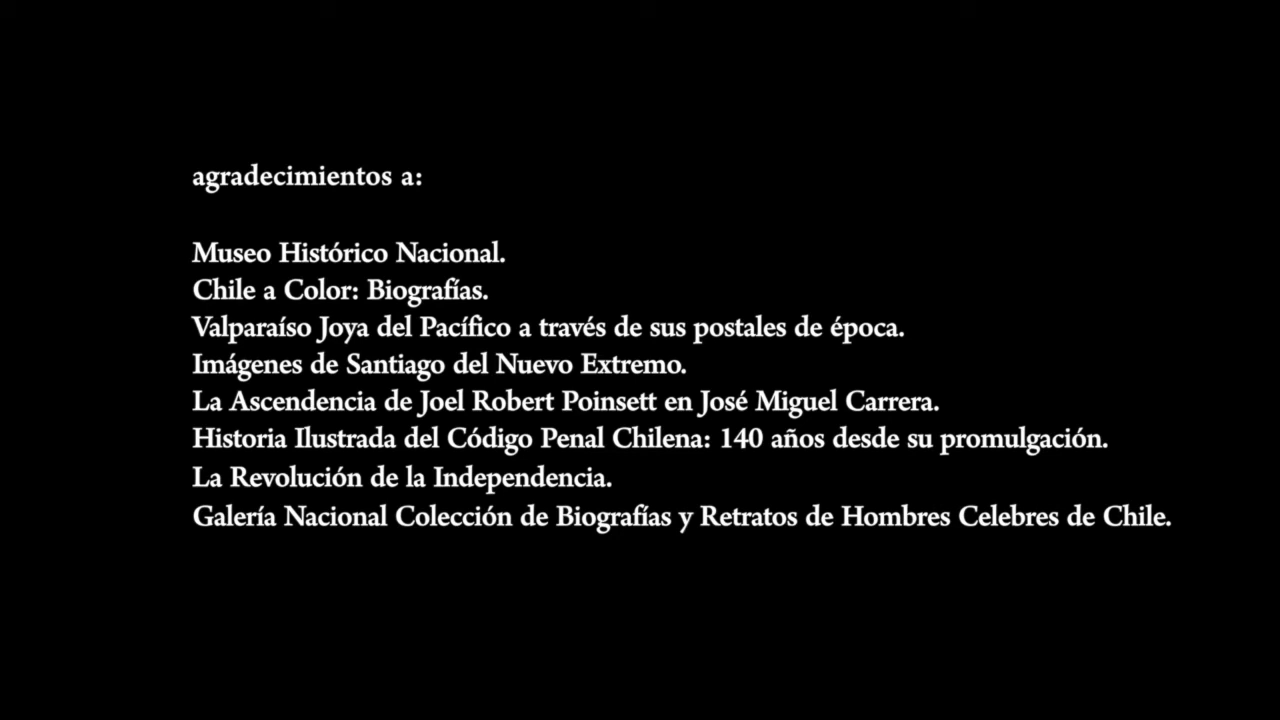 agradecimientos a:
Museo Histórico Nacional.
Chile a Color: Biografías.
Valparaíso Joya del Pacífico a través de sus postales de época.
Imágenes de Santiago del Nuevo Extremo.
La Ascendencia de Joel Robert Poinsett en José Miguel Carrera.
Historia Ilustrada del Código Penal Chilena: 140 años desde su promulgación.
La Revolución de la Independencia.
Galería Nacional Colección de Biografías y Retratos de Hombres Celebres de Chile.